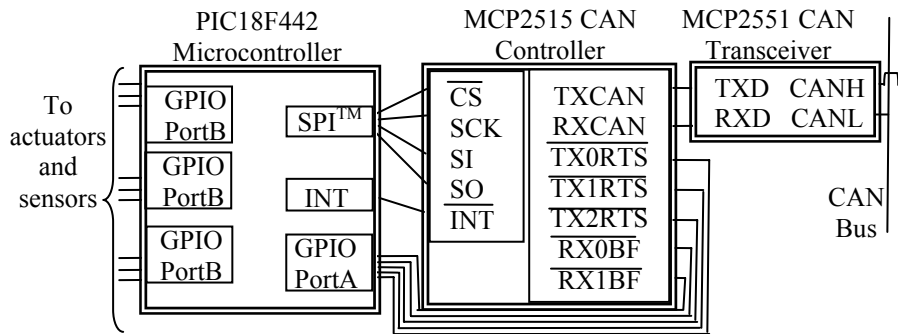 PIC18F442
Microcontroller
MCP2515 CAN
Controller
MCP2551 CAN
Transceiver
To
actuators
and
sensors
GPIO
PortB
GPIO
PortB
GPIO
PortB
SPI™
INT
GPIO
PortA
CS
SCK
SI
SO
INT
TXCAN
RXCAN
TX0RTS
TX1RTS
TX2RTS
RX0BF
RX1BF
TXD CANH
RXD CANL
CAN
Bus